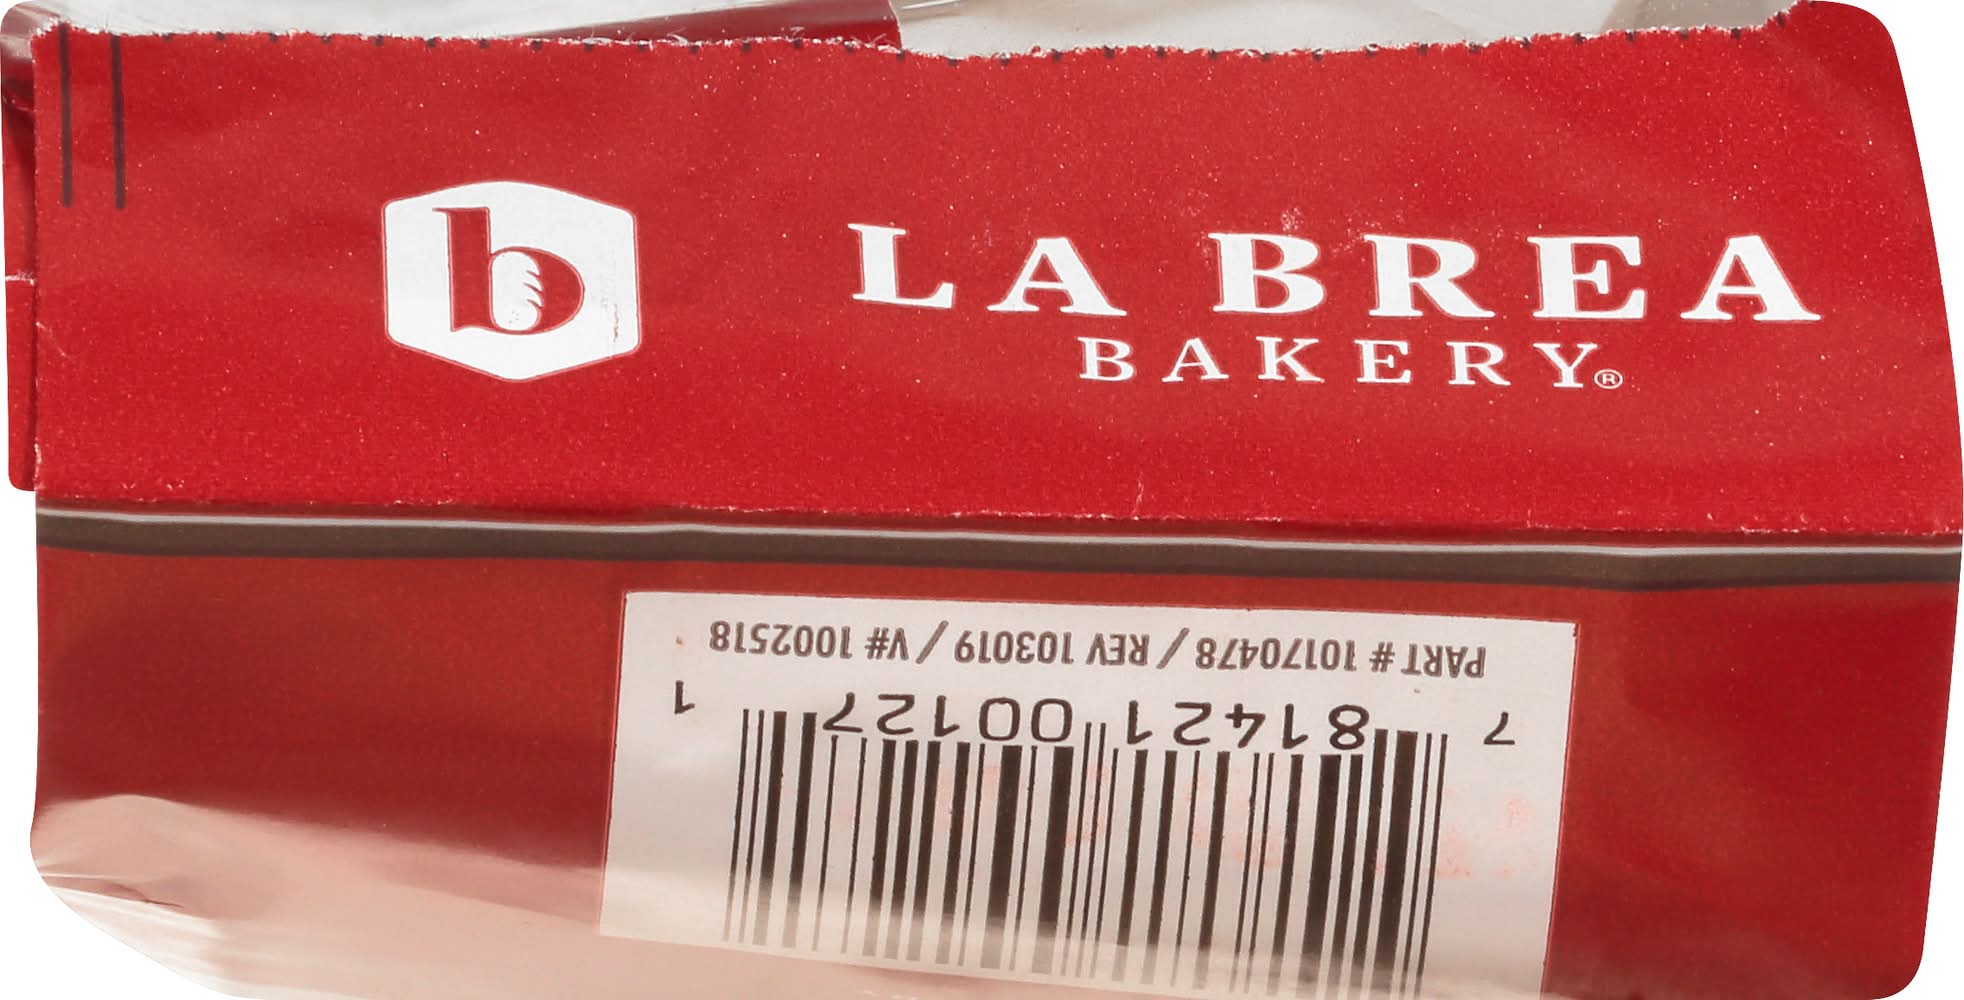 b
LA BREA
BAKERY®
PART # 10170478 / REV 103019 / V# 1002518
7 81421 00127 1